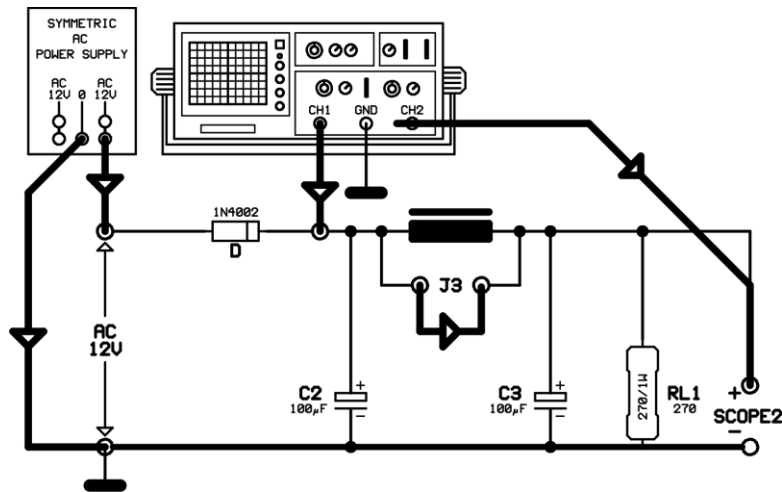 SYMMETRIC
AC
POWER SUPPLY
AC
12V
0
AC
12V
CH1
GND
CH2
1N4002
D
J3
AC
12V
C2
100µF
+
−
C3
100µF
+
−
270/1W
RL1
270
+
SCOPE2
−